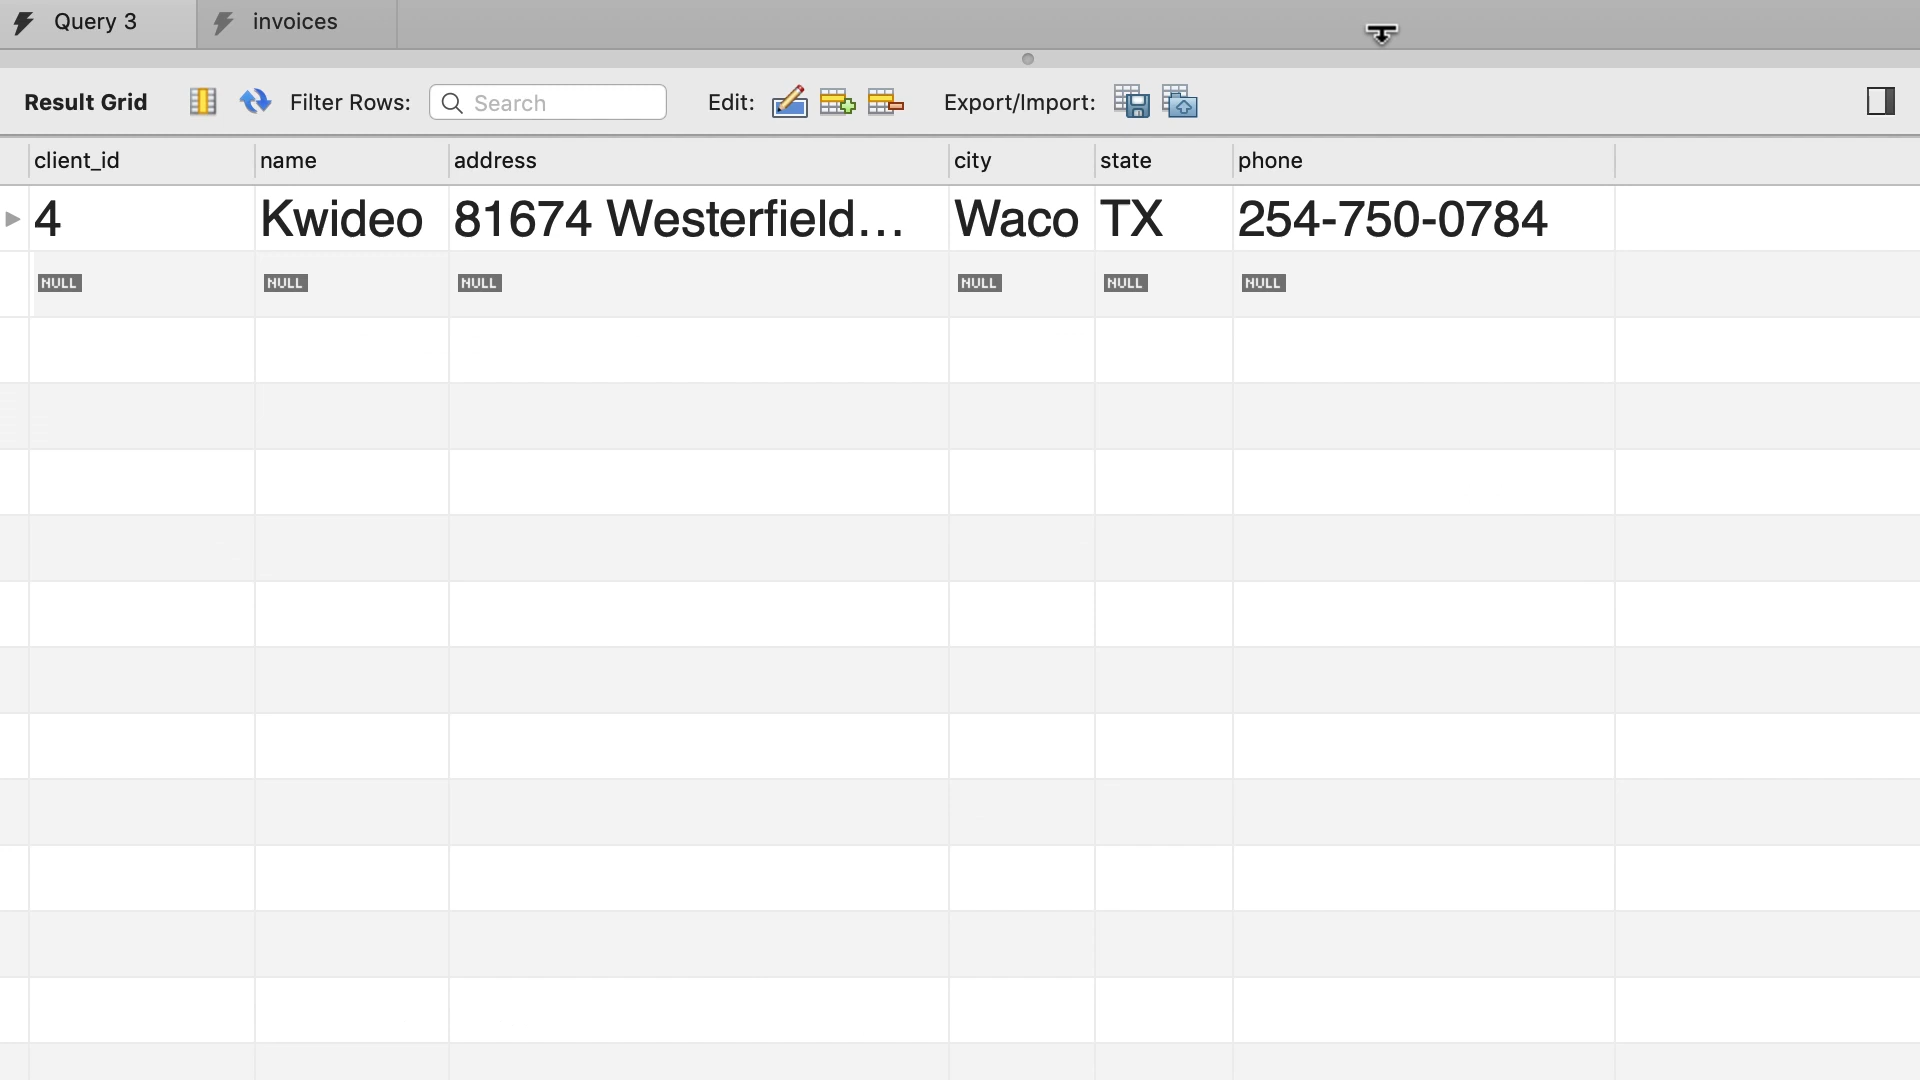 Query 3 invoices
Result Grid Filter Rows: Search Edit: Export/Import:
client_id name address city state phone
4 Kwideo 81674 Westerfield... Waco TX 254-750-0784
NULL NULL NULL NULL NULL NULL